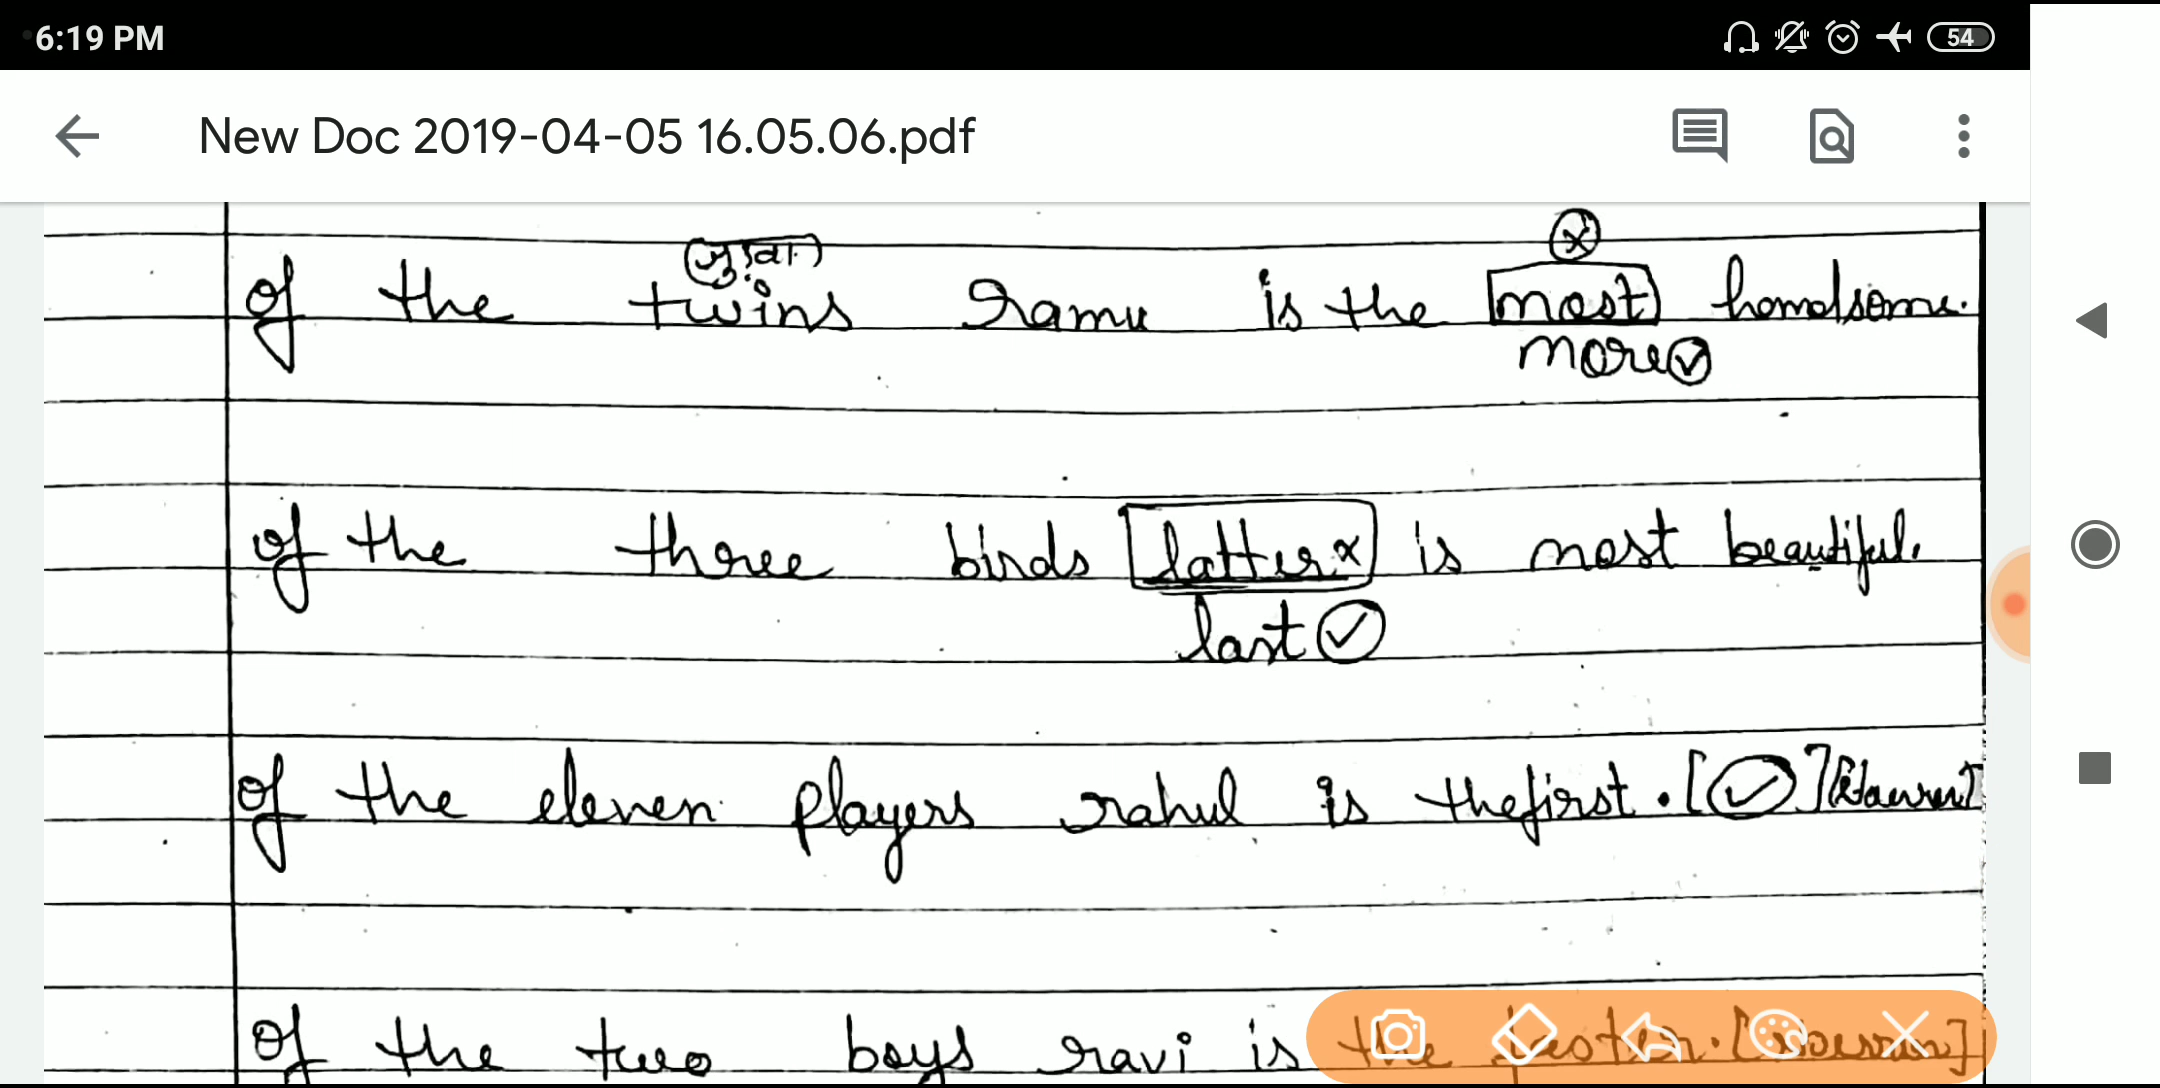 6:19 PM 54
New Doc 2019-04-05 16.05.06.pdf
of the twins ramu is the most handsome.
more
of the three birds latter x is most beautiful.
last
of the eleven players rahul is the first.
of the two boys ravi is the